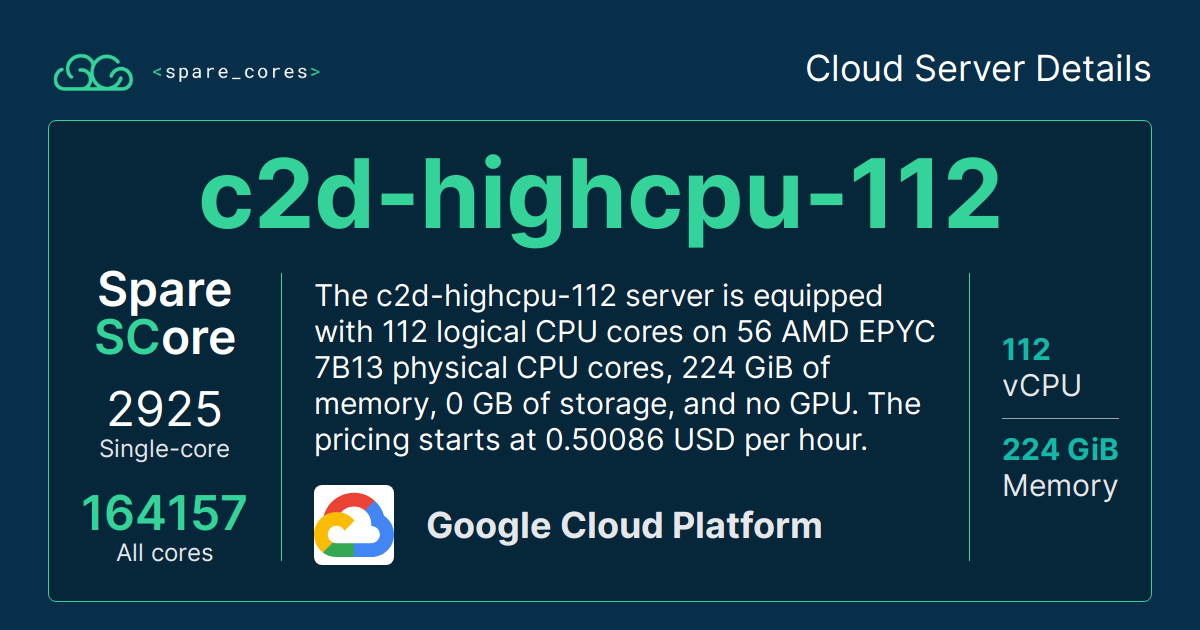 <spare_cores>
Cloud Server Details
c2d-highcpu-112
Spare
SCore
2925
Single-core
164157
All cores
The c2d-highcpu-112 server is equipped
with 112 logical CPU cores on 56 AMD EPYC
7B13 physical CPU cores, 224 GiB of
memory, 0 GB of storage, and no GPU. The
pricing starts at 0.50086 USD per hour.
Google Cloud Platform
112
vCPU
224 GiB
Memory